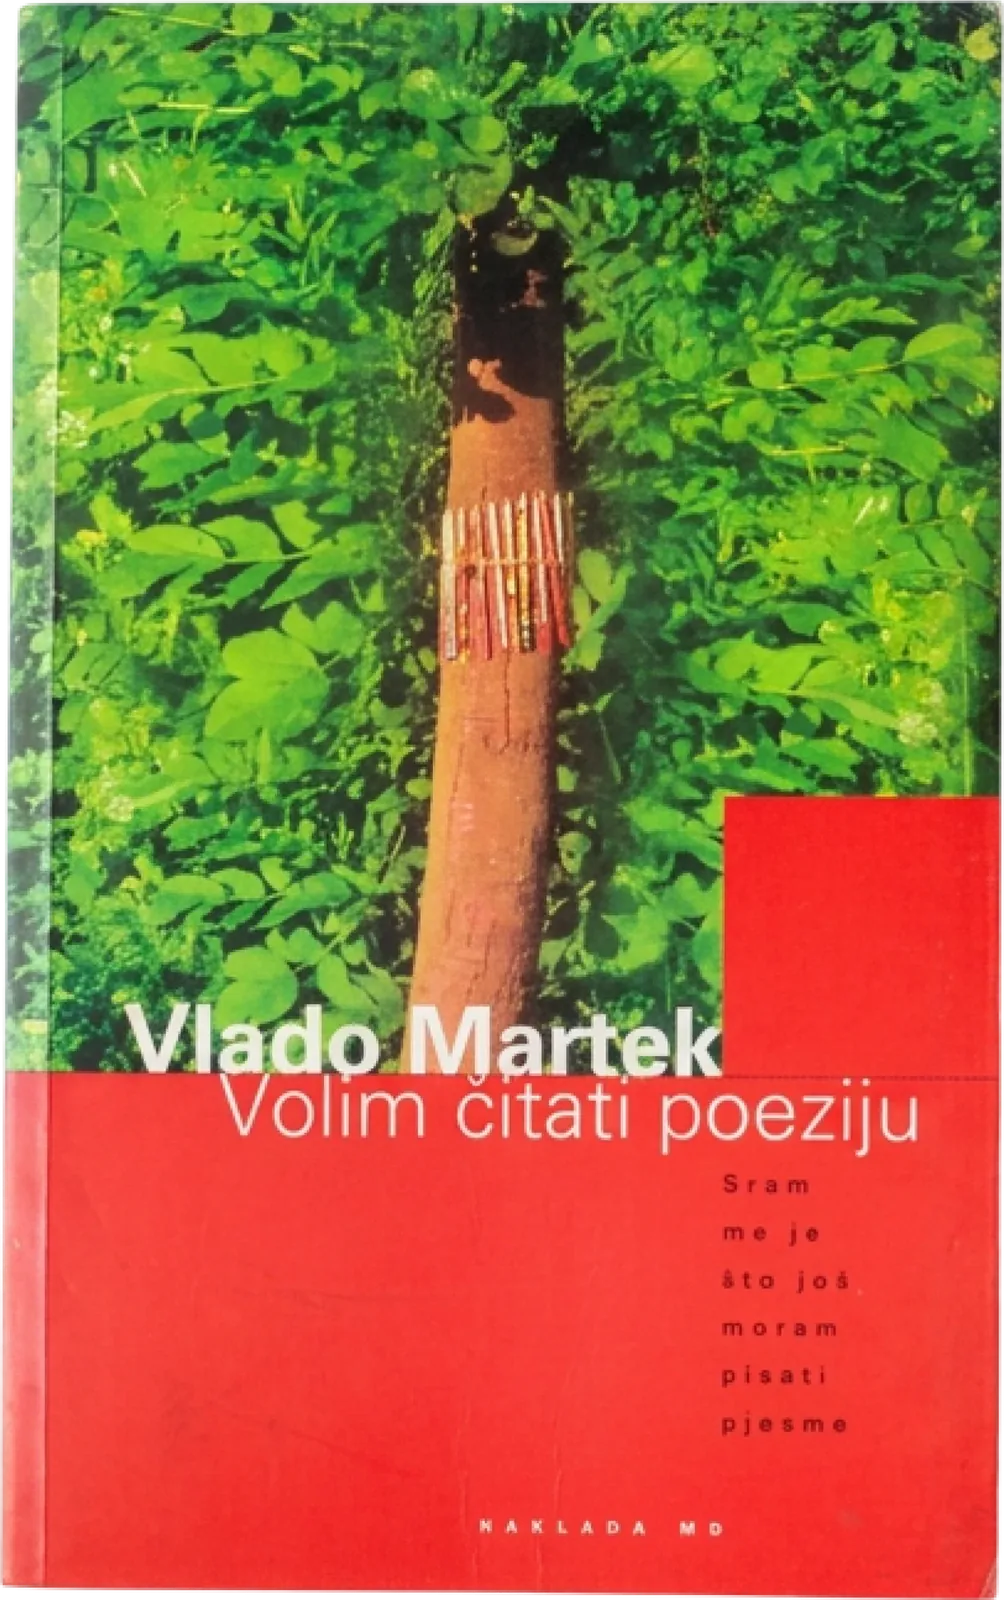 Vlado Martek
Volim čitati poeziju
Sram
me je
što još
moram
pisati
pjesme
NAKLADA MD